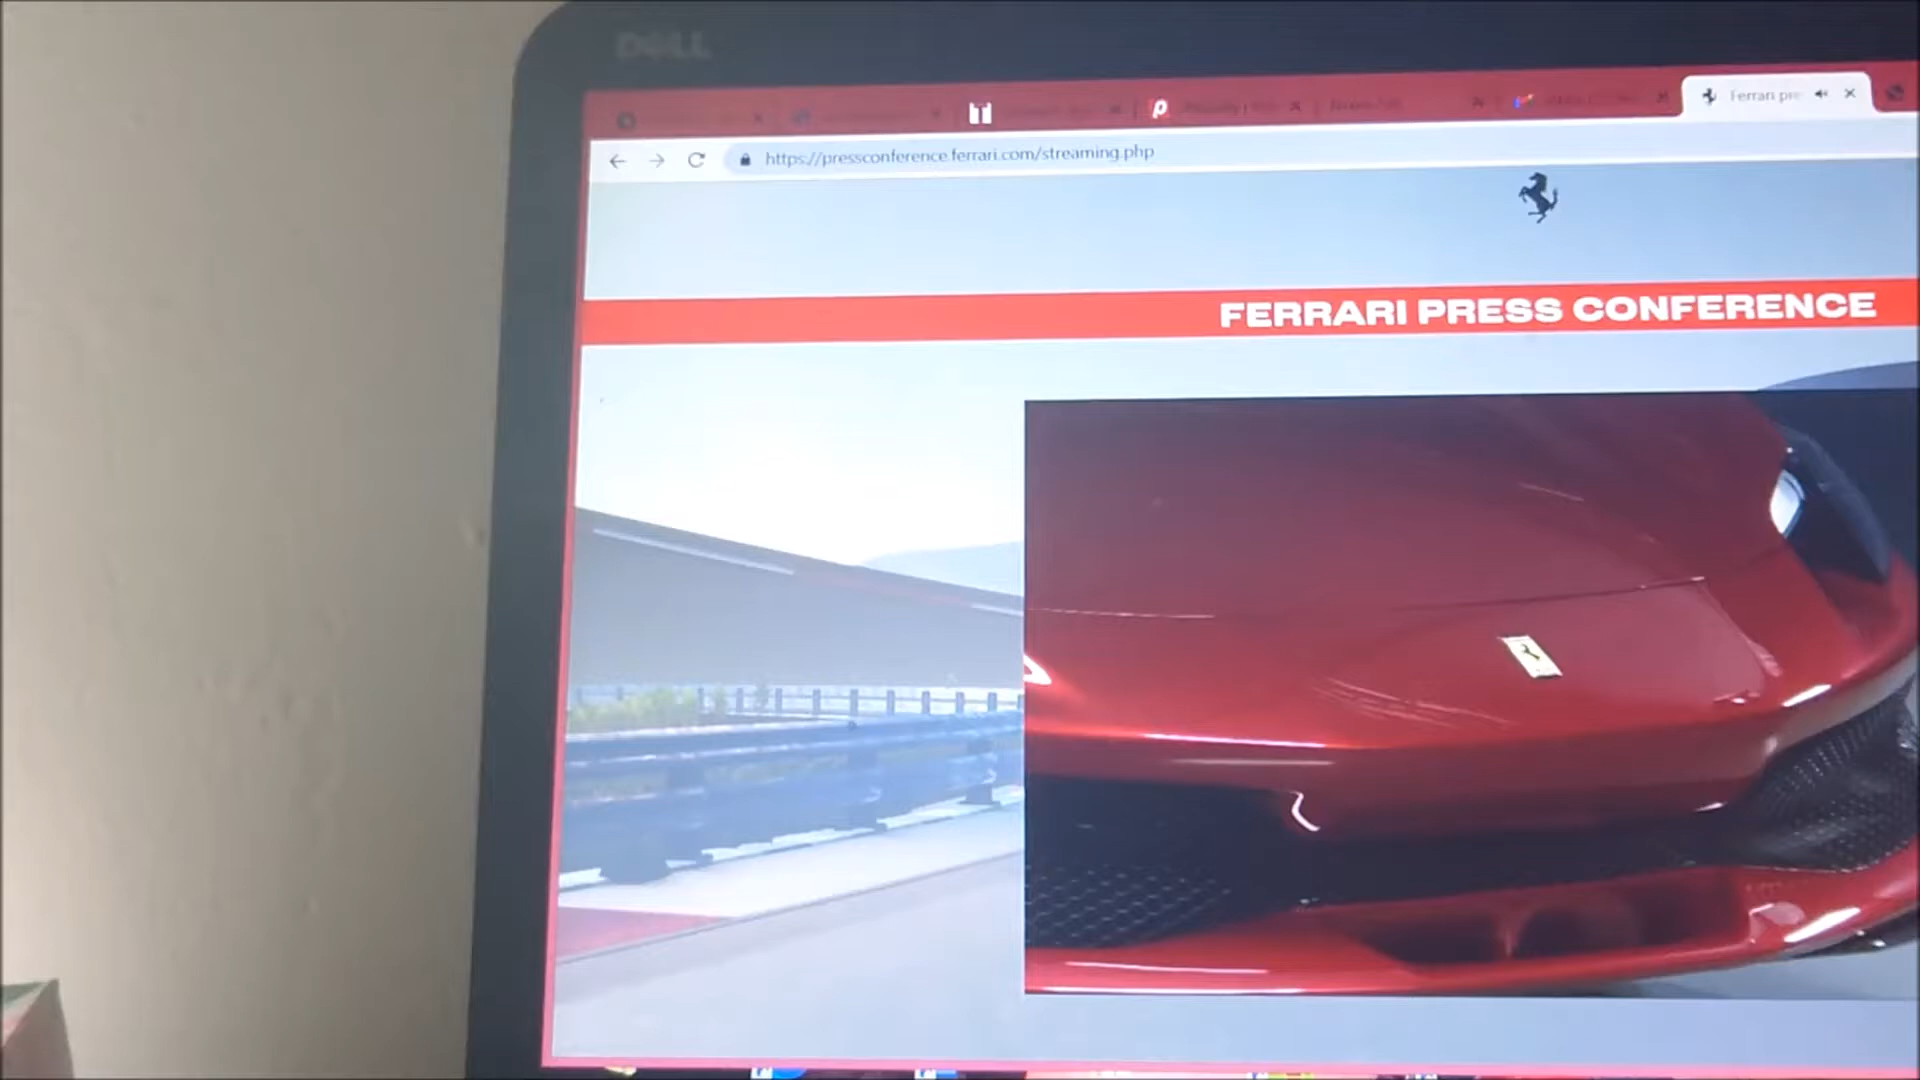 DELL
Ferrari pre
https://pressconference.ferrari.com/streaming.php
FERRARI PRESS CONFERENCE